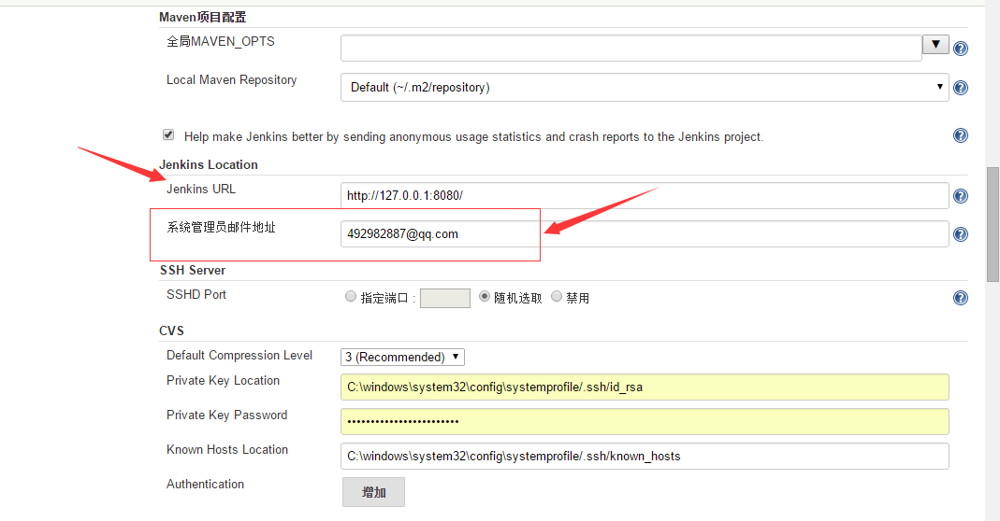 Maven项目配置
全局MAVEN_OPTS
Local Maven Repository
Default (~/.m2/repository)
Help make Jenkins better by sending anonymous usage statistics and crash reports to the Jenkins project.
Jenkins Location
Jenkins URL
http://127.0.0.1:8080/
系统管理员邮件地址
492982887@qq.com
SSH Server
SSHD Port
指定端口 : 随机选取 禁用
CVS
Default Compression Level
3 (Recommended)
Private Key Location
C:\windows\system32\config\systemprofile/.ssh/id_rsa
Private Key Password
••••••••••••••••••••••••
Known Hosts Location
C:\windows\system32\config\systemprofile/.ssh/known_hosts
Authentication
增加